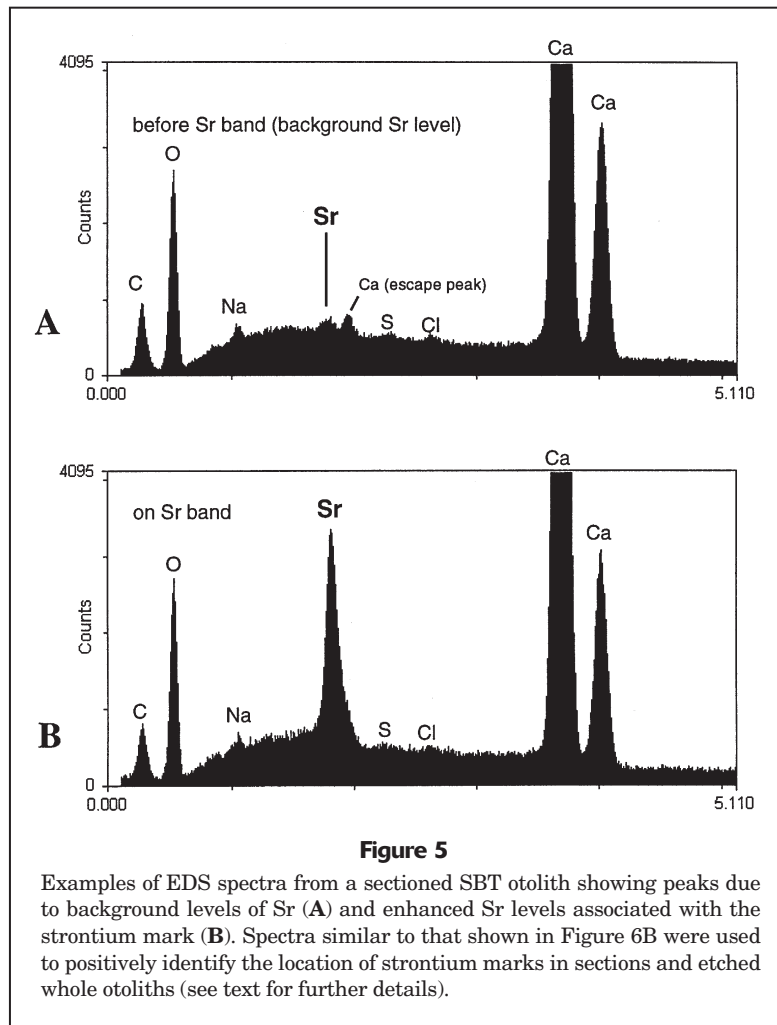 4095
Ca
Ca
before Sr band (background Sr level)
O
Sr
Counts
C
Ca (escape peak)
Na
S
Cl
A
0
0.000
5.110
4095
Ca
on Sr band
Sr
Ca
O
Counts
C
Na
S
Cl
B
0
0.000
5.110
Figure 5
Examples of EDS spectra from a sectioned SBT otolith showing peaks due
to background levels of Sr (A) and enhanced Sr levels associated with the
strontium mark (B). Spectra similar to that shown in Figure 6B were used
to positively identify the location of strontium marks in sections and etched
whole otoliths (see text for further details).